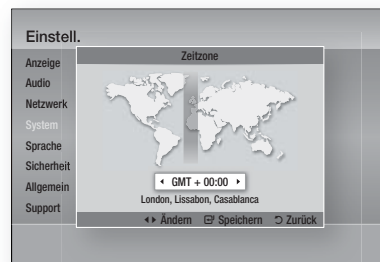 Einstell.
Zeitzone
Anzeige
Audio
Netzwerk
System
Sprache
Sicherheit
Allgemein
Support
GMT + 00:00
London, Lissabon, Casablanca
Ändern Speichern Zurück